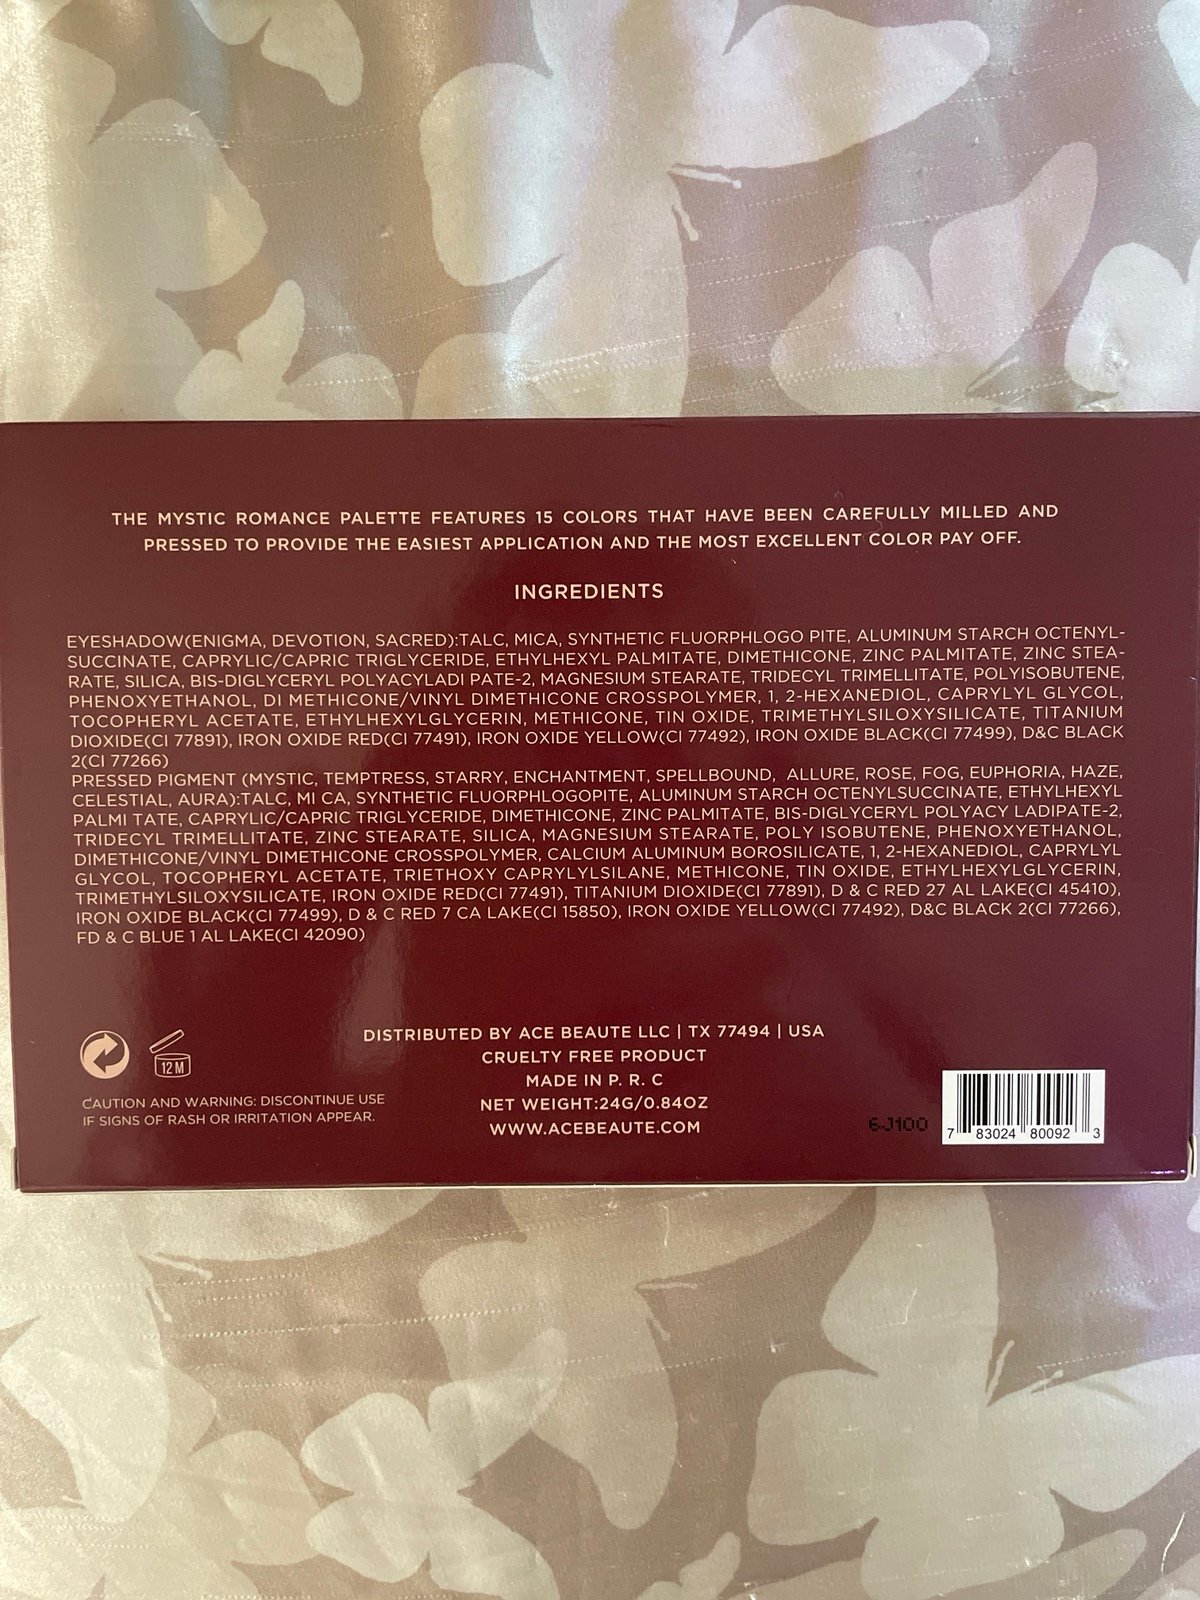 THE MYSTIC ROMANCE PALETTE FEATURES 15 COLORS THAT HAVE BEEN CAREFULLY MILLED AND
PRESSED TO PROVIDE THE EASIEST APPLICATION AND THE MOST EXCELLENT COLOR PAY OFF.
INGREDIENTS
EYESHADOW(ENIGMA, DEVOTION, SACRED):TALC, MICA, SYNTHETIC FLUORPHLOGO PITE, ALUMINUM STARCH OCTENYL-
SUCCINATE, CAPRYLIC/CAPRIC TRIGLYCERIDE, ETHYLHEXYL PALMITATE, DIMETHICONE, ZINC PALMITATE, ZINC STEA-
RATE, SILICA, BIS-DIGLYCERYL POLYACYLADI PATE-2, MAGNESIUM STEARATE, TRIDECYL TRIMELLITATE, POLYISOBUTENE,
PHENOXYETHANOL, DI METHICONE/VINYL DIMETHICONE CROSSPOLYMER, 1, 2-HEXANEDIOL, CAPRYLYL GLYCOL,
TOCOPHERYL ACETATE, ETHYLHEXYLGLYCERIN, METHICONE, TIN OXIDE, TRIMETHYLSILOXYSILICATE, TITANIUM
DIOXIDE(CI 77891), IRON OXIDE RED(CI 77491), IRON OXIDE YELLOW(CI 77492), IRON OXIDE BLACK(CI 77499), D&C BLACK
2(CI 77266)
PRESSED PIGMENT (MYSTIC, TEMPTRESS, STARRY, ENCHANTMENT, SPELLBOUND, ALLURE, ROSE, FOG, EUPHORIA, HAZE,
CELESTIAL, AURA):TALC, MI CA, SYNTHETIC FLUORPHLOGOPITE, ALUMINUM STARCH OCTENYLSUCCINATE, ETHYLHEXYL
PALMI TATE, CAPRYLIC/CAPRIC TRIGLYCERIDE, DIMETHICONE, ZINC PALMITATE, BIS-DIGLYCERYL POLYACY LADIPATE-2,
TRIDECYL TRIMELLITATE, ZINC STEARATE, SILICA, MAGNESIUM STEARATE, POLY ISOBUTENE, PHENOXYETHANOL,
DIMETHICONE/VINYL DIMETHICONE CROSSPOLYMER, CALCIUM ALUMINUM BOROSILICATE, 1, 2-HEXANEDIOL, CAPRYLYL
GLYCOL, TOCOPHERYL ACETATE, TRIETHOXY CAPRYLYLSILANE, METHICONE, TIN OXIDE, ETHYLHEXYLGLYCERIN,
TRIMETHYLSILOXYSILICATE, IRON OXIDE RED(CI 77491), TITANIUM DIOXIDE(CI 77891), D & C RED 27 AL LAKE(CI 45410),
IRON OXIDE BLACK(CI 77499), D & C RED 7 CA LAKE(CI 15850), IRON OXIDE YELLOW(CI 77492), D&C BLACK 2(CI 77266),
FD & C BLUE 1 AL LAKE(CI 42090)
12 M
CAUTION AND WARNING: DISCONTINUE USE
IF SIGNS OF RASH OR IRRITATION APPEAR.
DISTRIBUTED BY ACE BEAUTE LLC | TX 77494 | USA
CRUELTY FREE PRODUCT
MADE IN P. R. C
NET WEIGHT:24G/0.84OZ
WWW.ACEBEAUTE.COM
6-J100
7 83024 80092 3